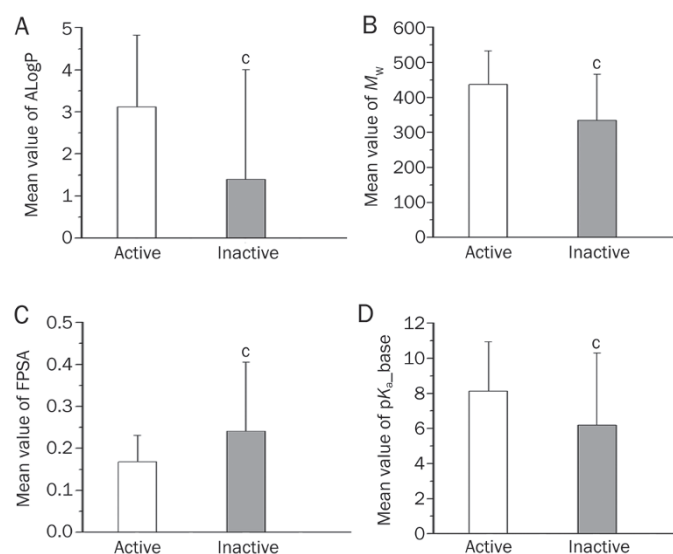 A
Mean value of ALogP
5
4
3
2
1
0
c
Active Inactive
B
Mean value of Mw
600
500
400
300
200
100
0
c
Active Inactive
C
Mean value of FPSA
0.5
0.4
0.3
0.2
0.1
0.0
c
Active Inactive
D
Mean value of pKa_base
12
10
8
6
4
2
0
c
Active Inactive